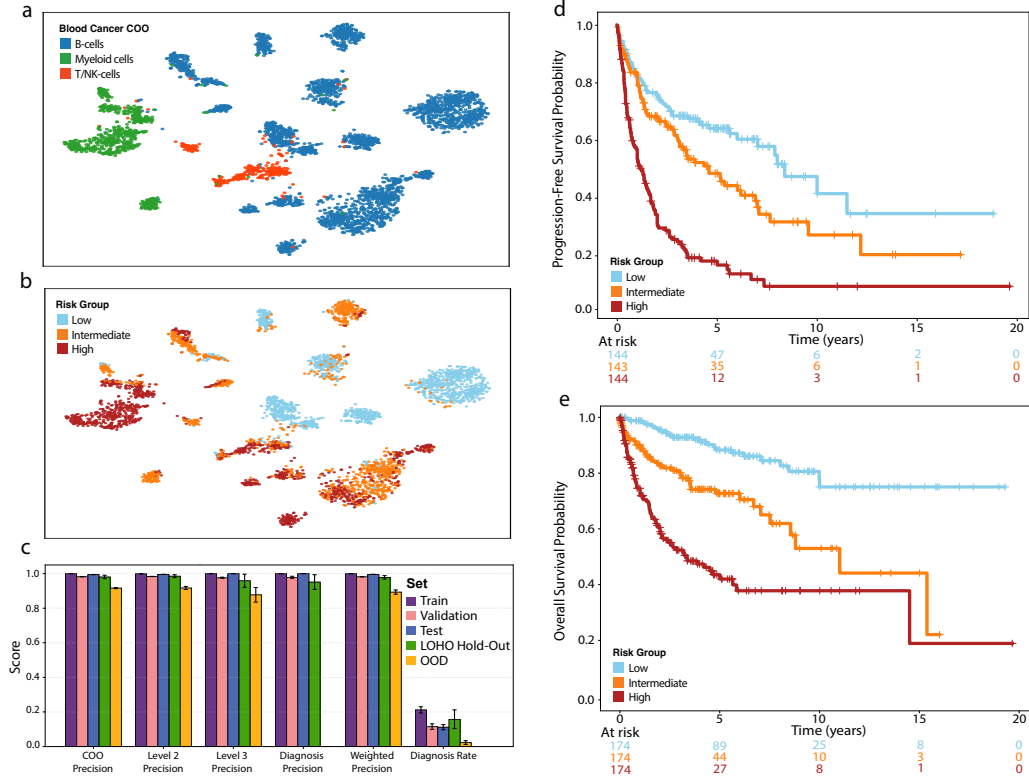 a
Blood Cancer COO
B-cells
Myeloid cells
T/NK-cells
b
Risk Group
Low
Intermediate
High
c
1.0
0.8
0.6
0.4
0.2
0.0
Score
Set
Train
Validation
Test
LOHO Hold-Out
OOD
COO Precision
Level 2 Precision
Level 3 Precision
Diagnosis Precision
Weighted Precision
Diagnosis Rate
d
1.0
0.8
0.6
0.4
0.2
0.0
Progression-Free Survival Probability
Risk Group
Low
Intermediate
High
0 5 10 15 20
At risk Time (years)
144 47 6 2 0
143 35 6 1 0
144 12 3 1 0
e
1.0
0.8
0.6
0.4
0.2
0.0
Overall Survival Probability
Risk Group
Low
Intermediate
High
0 5 10 15 20
At risk Time (years)
174 89 25 8 0
174 44 10 3 0
174 27 8 1 0